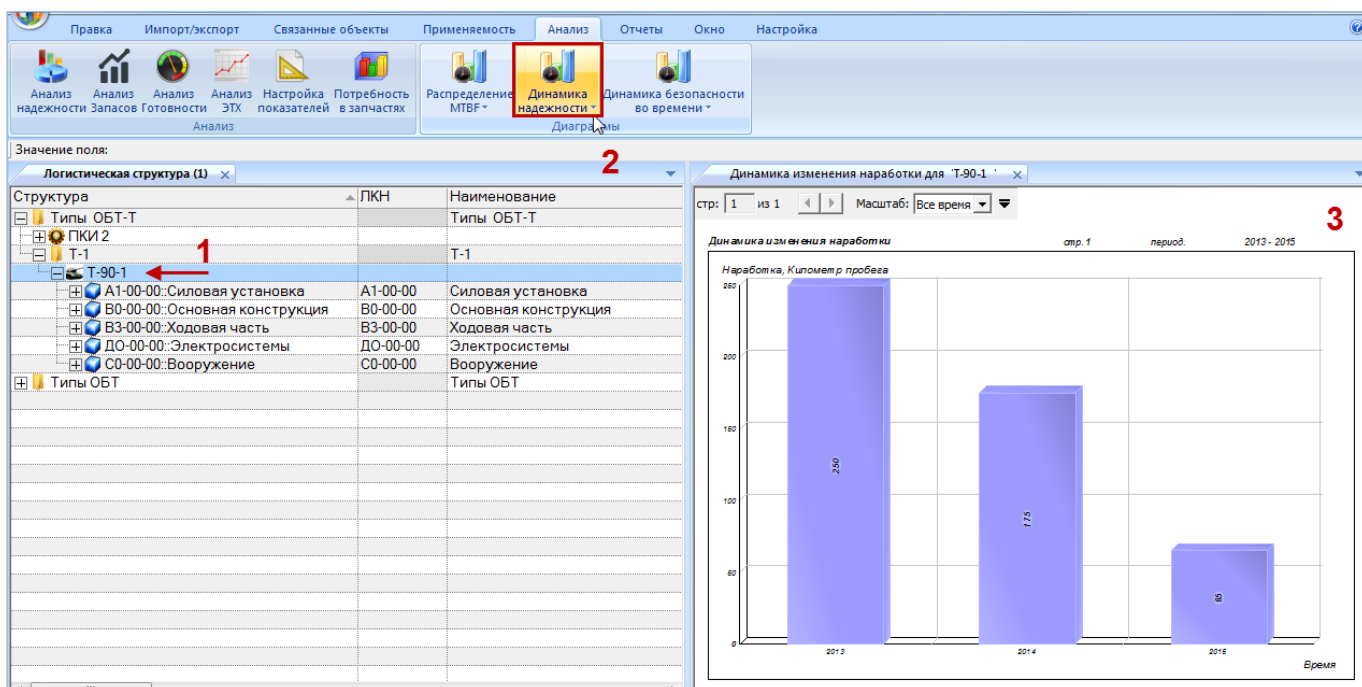 Правка Импорт/экспорт Связанные объекты Применяемость Анализ Отчеты Окно Настройка
Анализ надежности
Анализ Запасов
Анализ Готовности
Анализ ЭТХ
Настройка показателей
Потребность в запчастях
Распределение MTBF
Динамика надежности
Динамика безопасности во времени
Анализ
Диаграммы
Значение поля:
2
Логистическая структура (1)
Структура ЛКН Наименование
Типы ОБТ-Т Типы ОБТ-Т
ПКИ 2
Т-1 Т-1
1
Т-90-1
А1-00-00::Силовая установка А1-00-00 Силовая установка
В0-00-00::Основная конструкция В0-00-00 Основная конструкция
В3-00-00::Ходовая часть В3-00-00 Ходовая часть
ДО-00-00::Электросистемы ДО-00-00 Электросистемы
С0-00-00::Вооружение С0-00-00 Вооружение
Типы ОБТ Типы ОБТ
Динамика изменения наработки для 'Т-90-1 '
стр: 1 из 1 Масштаб: Все время
3
Динамика изменения наработки стр. 1 период. 2013 - 2015
Наработка, Километр пробега
250
200
150
100
50
0
250
175
65
2013 2014 2015
Время